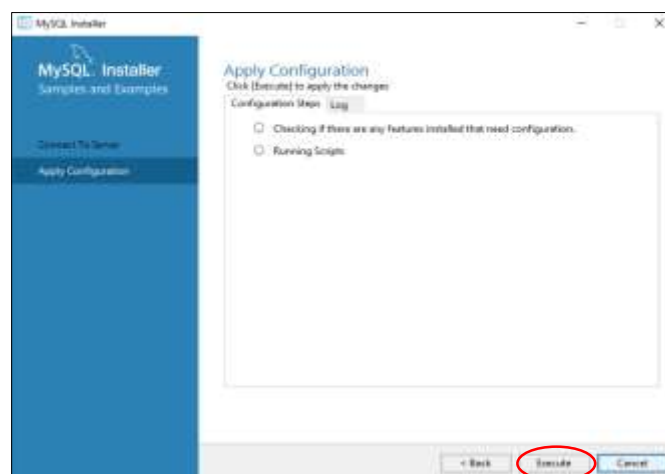 MySQL Installer
MySQL Installer
Samples and Examples
Connect To Server
Apply Configuration
Apply Configuration
Click [Execute] to apply the changes
Configuration Steps Log
Checking if there are any features installed that need configuration.
Running Scripts
< Back Execute Cancel